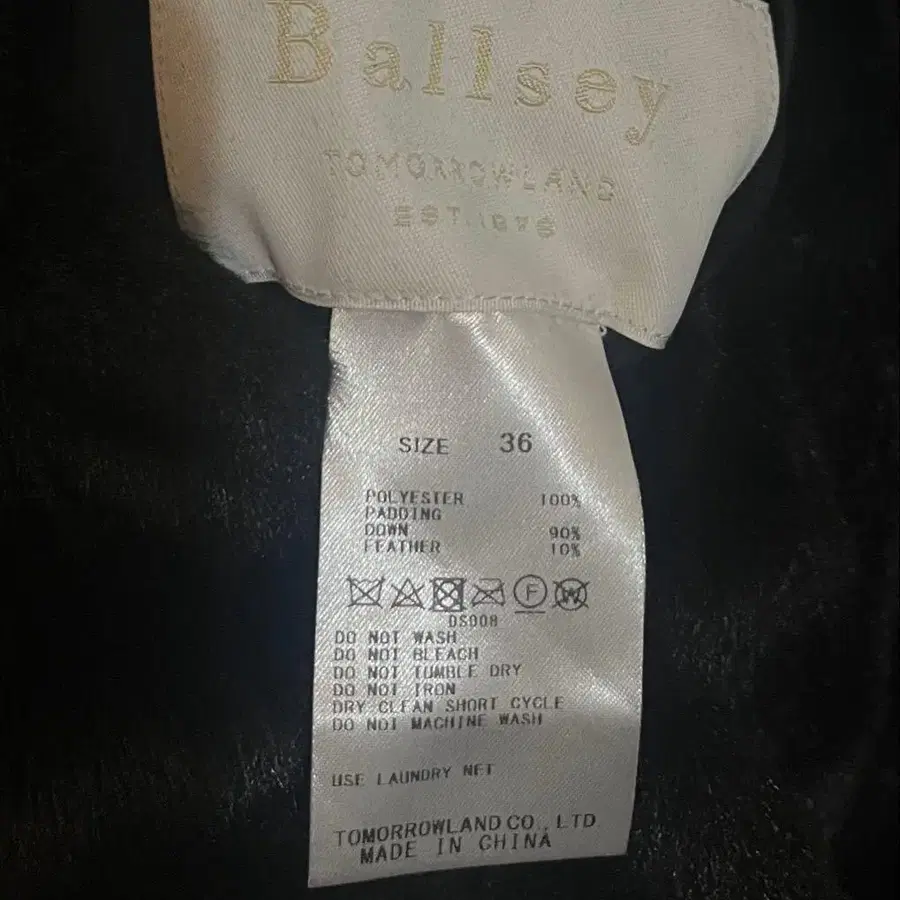 Ballsey
TOMORROWLAND
EST.1978
SIZE 36
POLYESTER 100%
PADDING
DOWN 90%
FEATHER 10%
F W
DS008
DO NOT WASH
DO NOT BLEACH
DO NOT TUMBLE DRY
DO NOT IRON
DRY CLEAN SHORT CYCLE
DO NOT MACHINE WASH
USE LAUNDRY NET
TOMORROWLAND CO., LTD.
MADE IN CHINA